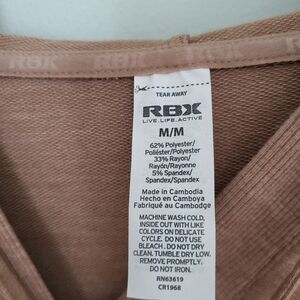 RBX
TEAR AWAY
RBX
LIVE.LIFE.ACTIVE
M/M
62% Polyester/
Poliéster/Polyester
33% Rayon/
Rayón/Rayonne
5% Spandex/
Spandex/Spandex
Made in Cambodia
Hecho en Camboya
Fabriqué au Cambodge
MACHINE WASH COLD,
INSIDE OUT WITH LIKE
COLORS ON DELICATE
CYCLE. DO NOT USE
BLEACH. DO NOT DRY
CLEAN. TUMBLE DRY LOW.
REMOVE PROMPTLY.
DO NOT IRON.
RN63619
CR1968